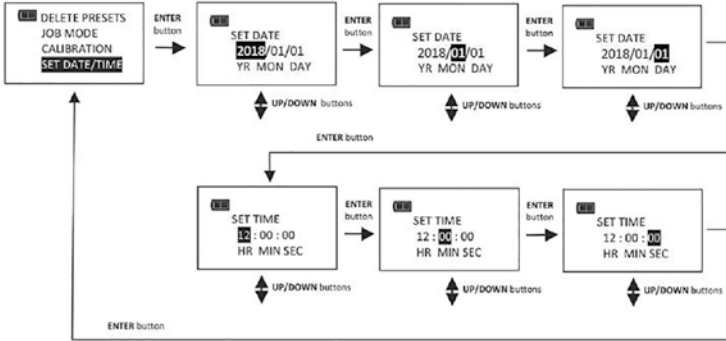 DELETE PRESETS
JOB MODE
CALIBRATION
SET DATE/TIME
ENTER
button
SET DATE
2018/01/01
YR MON DAY
UP/DOWN buttons
ENTER
button
SET DATE
2018/01/01
YR MON DAY
UP/DOWN buttons
ENTER
button
SET DATE
2018/01/01
YR MON DAY
UP/DOWN buttons
ENTER button
SET TIME
12 : 00 : 00
HR MIN SEC
UP/DOWN buttons
ENTER
button
SET TIME
12 : 00 : 00
HR MIN SEC
UP/DOWN buttons
ENTER
button
SET TIME
12 : 00 : 00
HR MIN SEC
UP/DOWN buttons
ENTER button